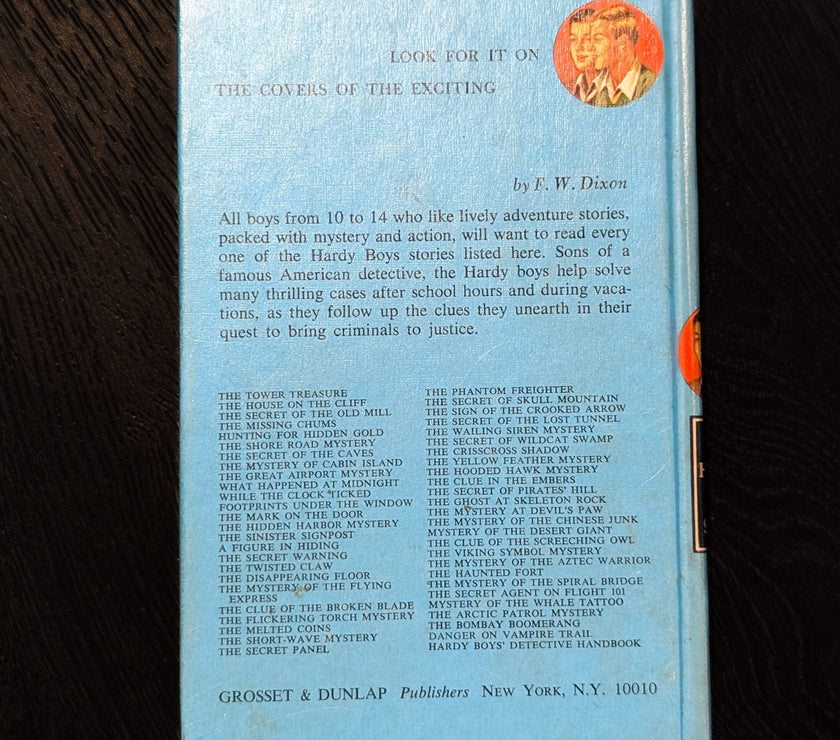 LOOK FOR IT ON
THE COVERS OF THE EXCITING
by F. W. Dixon
All boys from 10 to 14 who like lively adventure stories,
packed with mystery and action, will want to read every
one of the Hardy Boys stories listed here. Sons of a
famous American detective, the Hardy boys help solve
many thrilling cases after school hours and during vaca-
tions, as they follow up the clues they unearth in their
quest to bring criminals to justice.
THE TOWER TREASURE
THE HOUSE ON THE CLIFF
THE SECRET OF THE OLD MILL
THE MISSING CHUMS
HUNTING FOR HIDDEN GOLD
THE SHORE ROAD MYSTERY
THE SECRET OF THE CAVES
THE MYSTERY OF CABIN ISLAND
THE GREAT AIRPORT MYSTERY
WHAT HAPPENED AT MIDNIGHT
WHILE THE CLOCK TICKED
FOOTPRINTS UNDER THE WINDOW
THE MARK ON THE DOOR
THE HIDDEN HARBOR MYSTERY
THE SINISTER SIGNPOST
A FIGURE IN HIDING
THE SECRET WARNING
THE TWISTED CLAW
THE DISAPPEARING FLOOR
THE MYSTERY OF THE FLYING
EXPRESS
THE CLUE OF THE BROKEN BLADE
THE FLICKERING TORCH MYSTERY
THE MELTED COINS
THE SHORT-WAVE MYSTERY
THE SECRET PANEL
THE PHANTOM FREIGHTER
THE SECRET OF SKULL MOUNTAIN
THE SIGN OF THE CROOKED ARROW
THE SECRET OF THE LOST TUNNEL
THE WAILING SIREN MYSTERY
THE SECRET OF WILDCAT SWAMP
THE CRISSCROSS SHADOW
THE YELLOW FEATHER MYSTERY
THE HOODED HAWK MYSTERY
THE CLUE IN THE EMBERS
THE SECRET OF PIRATES' HILL
THE GHOST AT SKELETON ROCK
THE MYSTERY AT DEVIL'S PAW
THE MYSTERY OF THE CHINESE JUNK
MYSTERY OF THE DESERT GIANT
THE CLUE OF THE SCREECHING OWL
THE VIKING SYMBOL MYSTERY
THE MYSTERY OF THE AZTEC WARRIOR
THE HAUNTED FORT
THE MYSTERY OF THE SPIRAL BRIDGE
THE SECRET AGENT ON FLIGHT 101
MYSTERY OF THE WHALE TATTOO
THE ARCTIC PATROL MYSTERY
THE BOMBAY BOOMERANG
DANGER ON VAMPIRE TRAIL
HARDY BOYS' DETECTIVE HANDBOOK
GROSSET & DUNLAP Publishers NEW YORK, N.Y. 10010